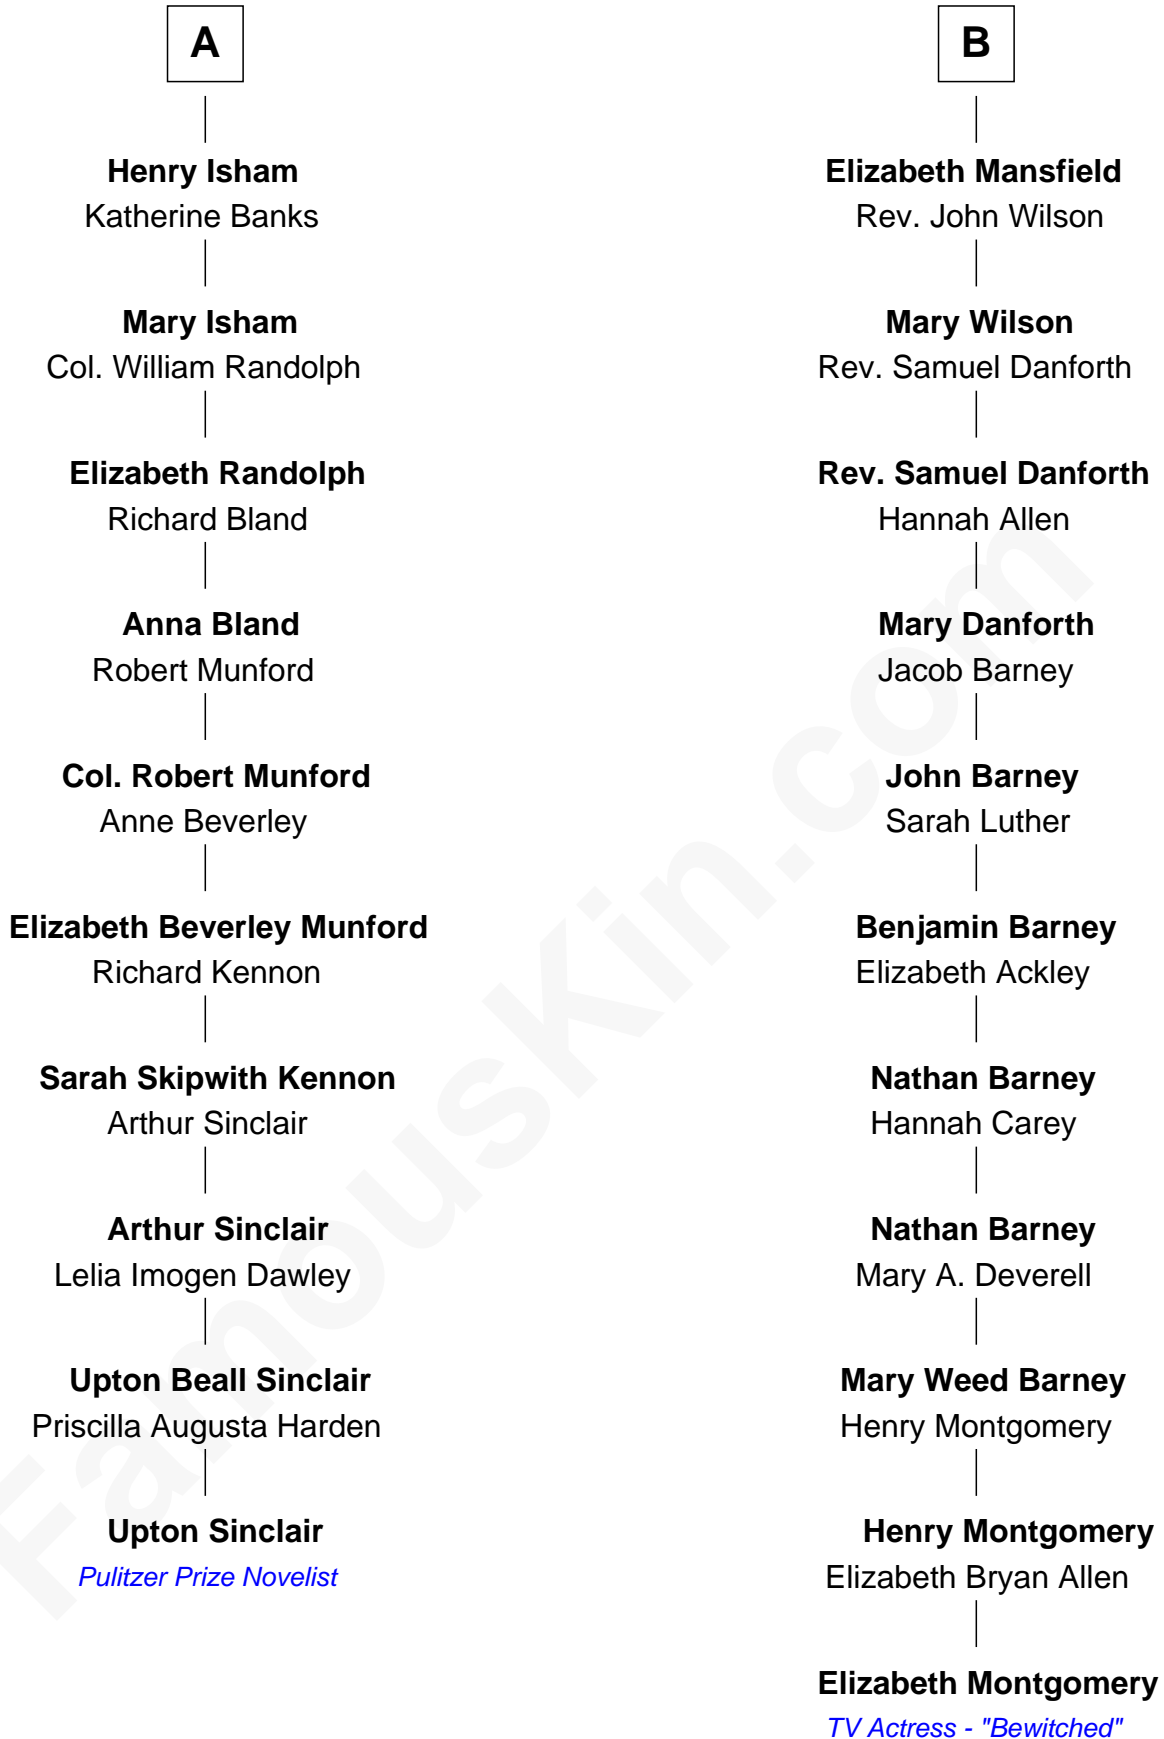 A
Henry Isham
Katherine Banks
Mary Isham
Col. William Randolph
Elizabeth Randolph
Richard Bland
Anna Bland
Robert Munford
Col. Robert Munford
Anne Beverley
Elizabeth Beverley Munford
Richard Kennon
Sarah Skipwith Kennon
Arthur Sinclair
Arthur Sinclair
Lelia Imogen Dawley
Upton Beall Sinclair
Priscilla Augusta Harden
Upton Sinclair
Pulitzer Prize Novelist
B
Elizabeth Mansfield
Rev. John Wilson
Mary Wilson
Rev. Samuel Danforth
Rev. Samuel Danforth
Hannah Allen
Mary Danforth
Jacob Barney
John Barney
Sarah Luther
Benjamin Barney
Elizabeth Ackley
Nathan Barney
Hannah Carey
Nathan Barney
Mary A. Deverell
Mary Weed Barney
Henry Montgomery
Henry Montgomery
Elizabeth Bryan Allen
Elizabeth Montgomery
TV Actress - "Bewitched"
FamousKin.com